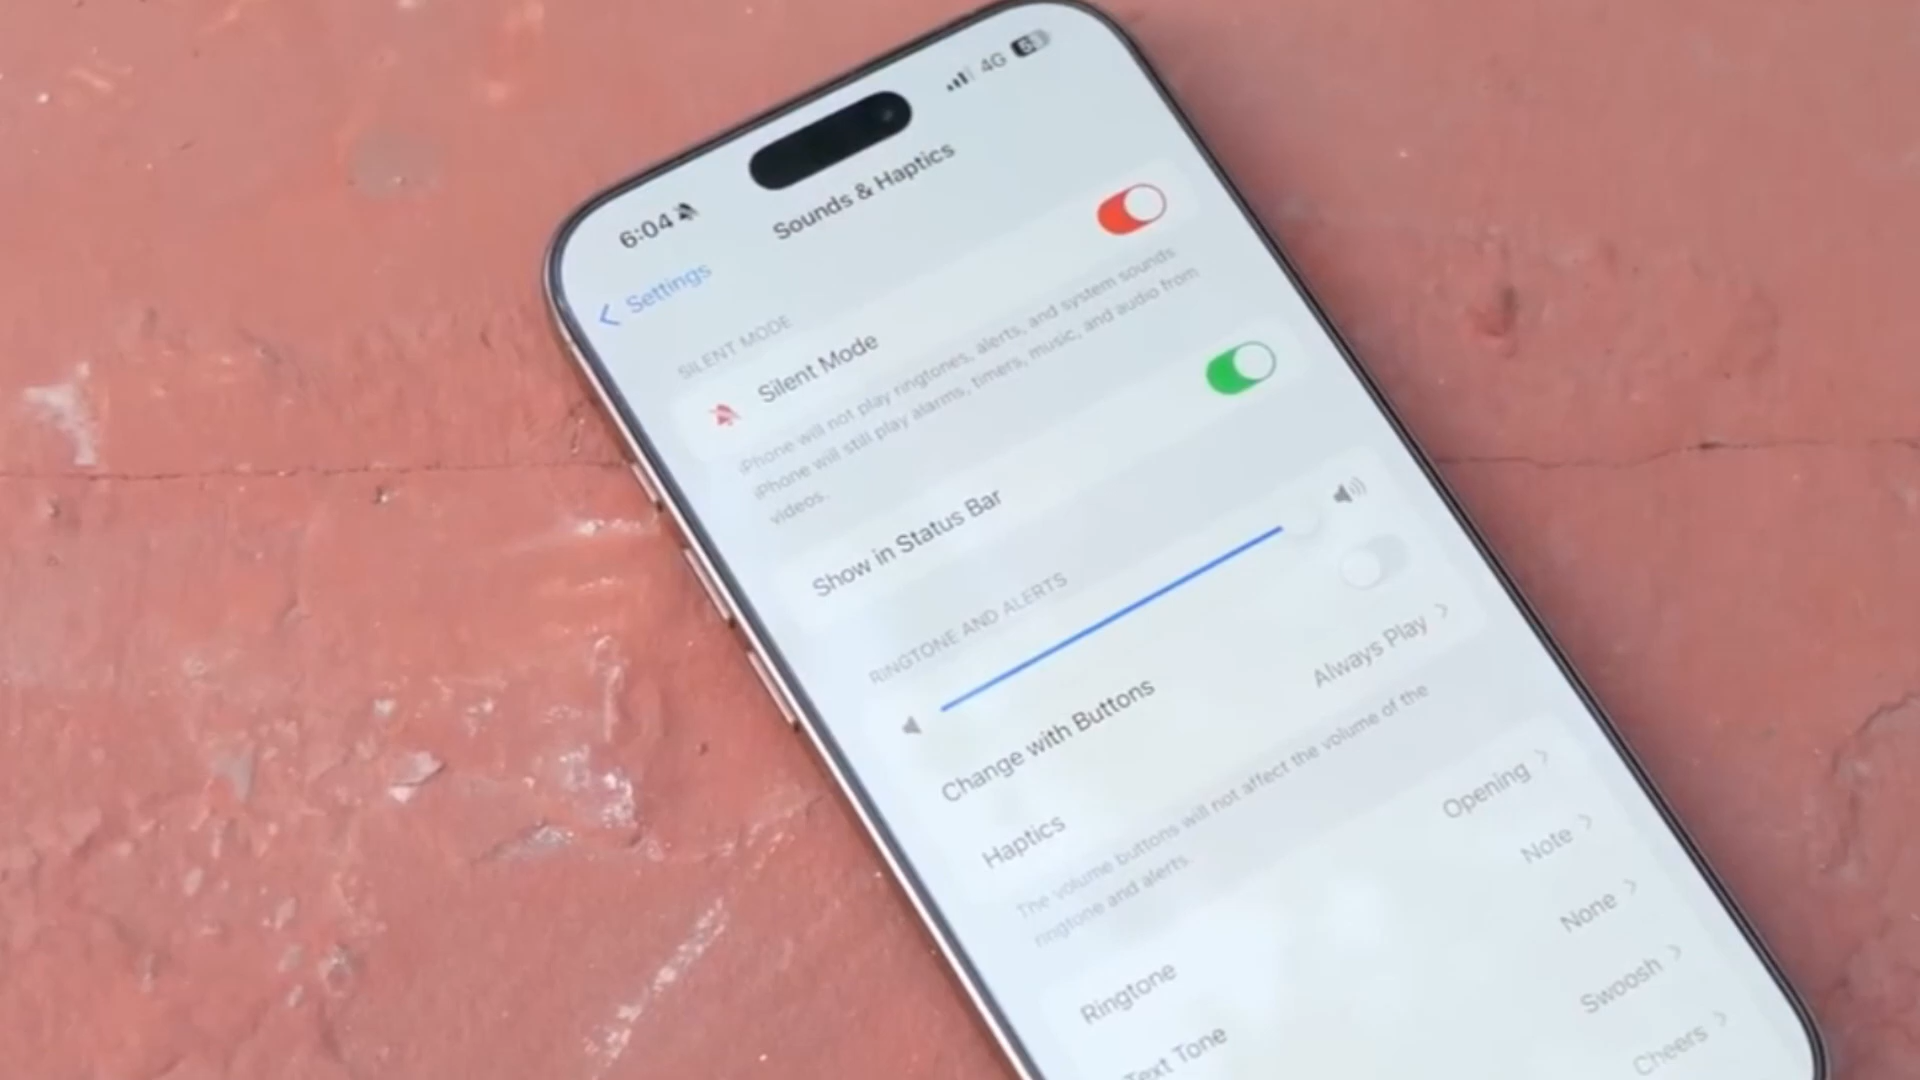 6:04
4G
53
Sounds & Haptics
Settings
SILENT MODE
Silent Mode
iPhone will not play ringtones, alerts, and system sounds.
iPhone will still play alarms, timers, music, and audio from
videos.
Show in Status Bar
RINGTONE AND ALERTS
Change with Buttons
Haptics Always Play
The volume buttons will not affect the volume of the
ringtone and alerts.
Ringtone Opening
Text Tone Note
None
Swoosh
Cheers